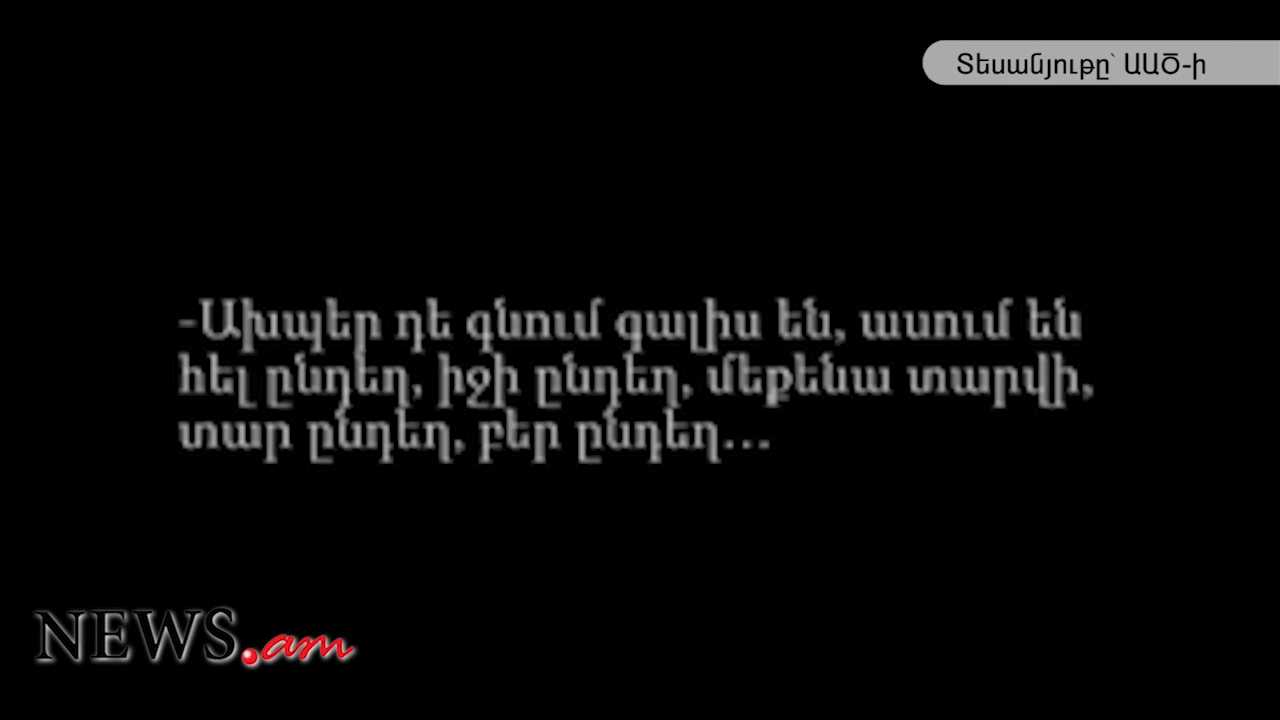 Տեսանյութը՝ ԱԱԾ-ի
-Ախպեր դե գնում գալիս են, ասում են
հել ընդեղ, իջի ընդեղ, մեքենա տարվի,
տար ընդեղ, բեր ընդեղ...
NEWS.am